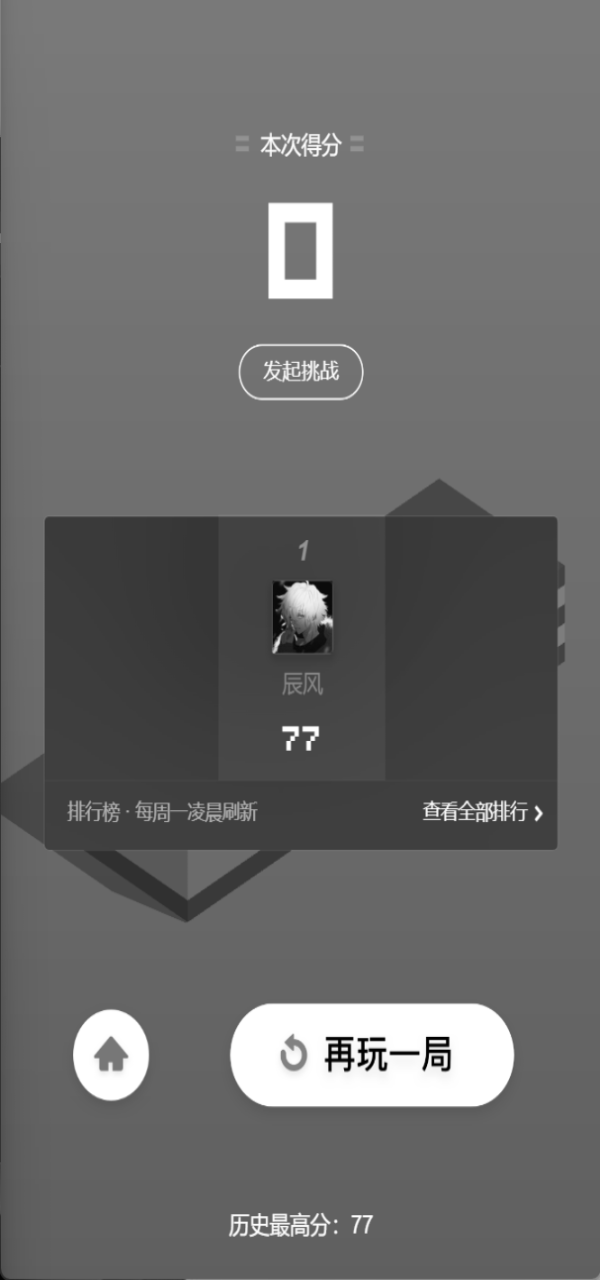 本次得分
0
发起挑战
1
辰风
77
排行榜 · 每周一凌晨刷新
查看全部排行
再玩一局
历史最高分：77